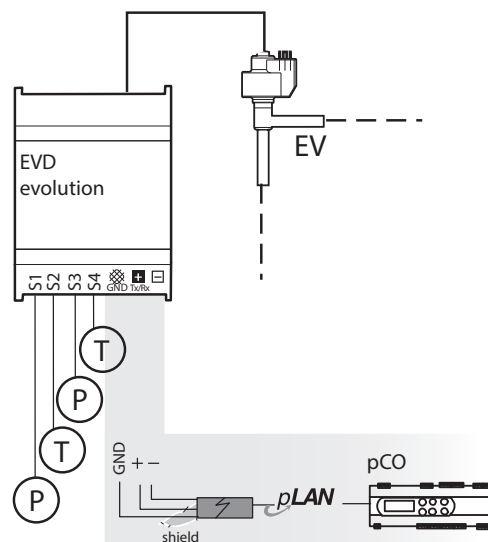 EV
EVD
evolution
S1 S2 S3 S4 GND Tx/Rx
T
P
T
P
GND + –
pLAN
pCO
shield